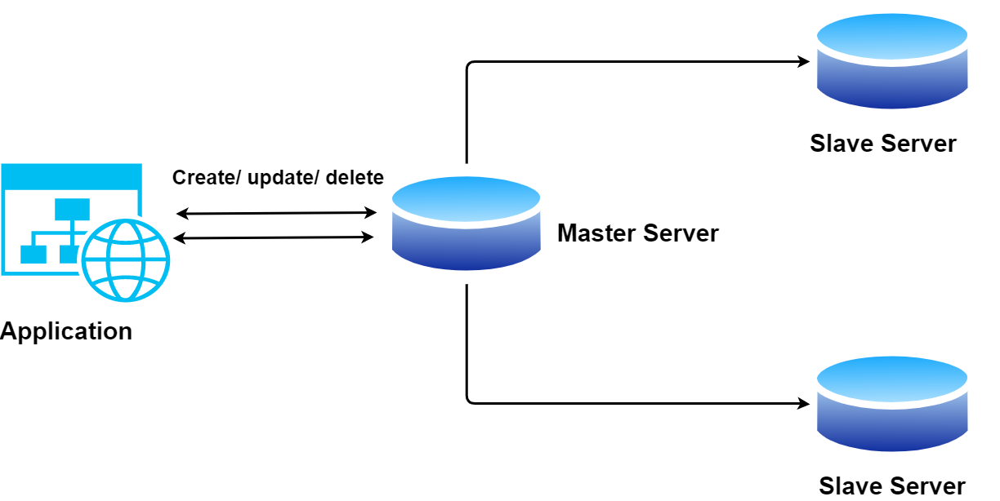 Slave Server
Create/ update/ delete
Master Server
Application
Slave Server